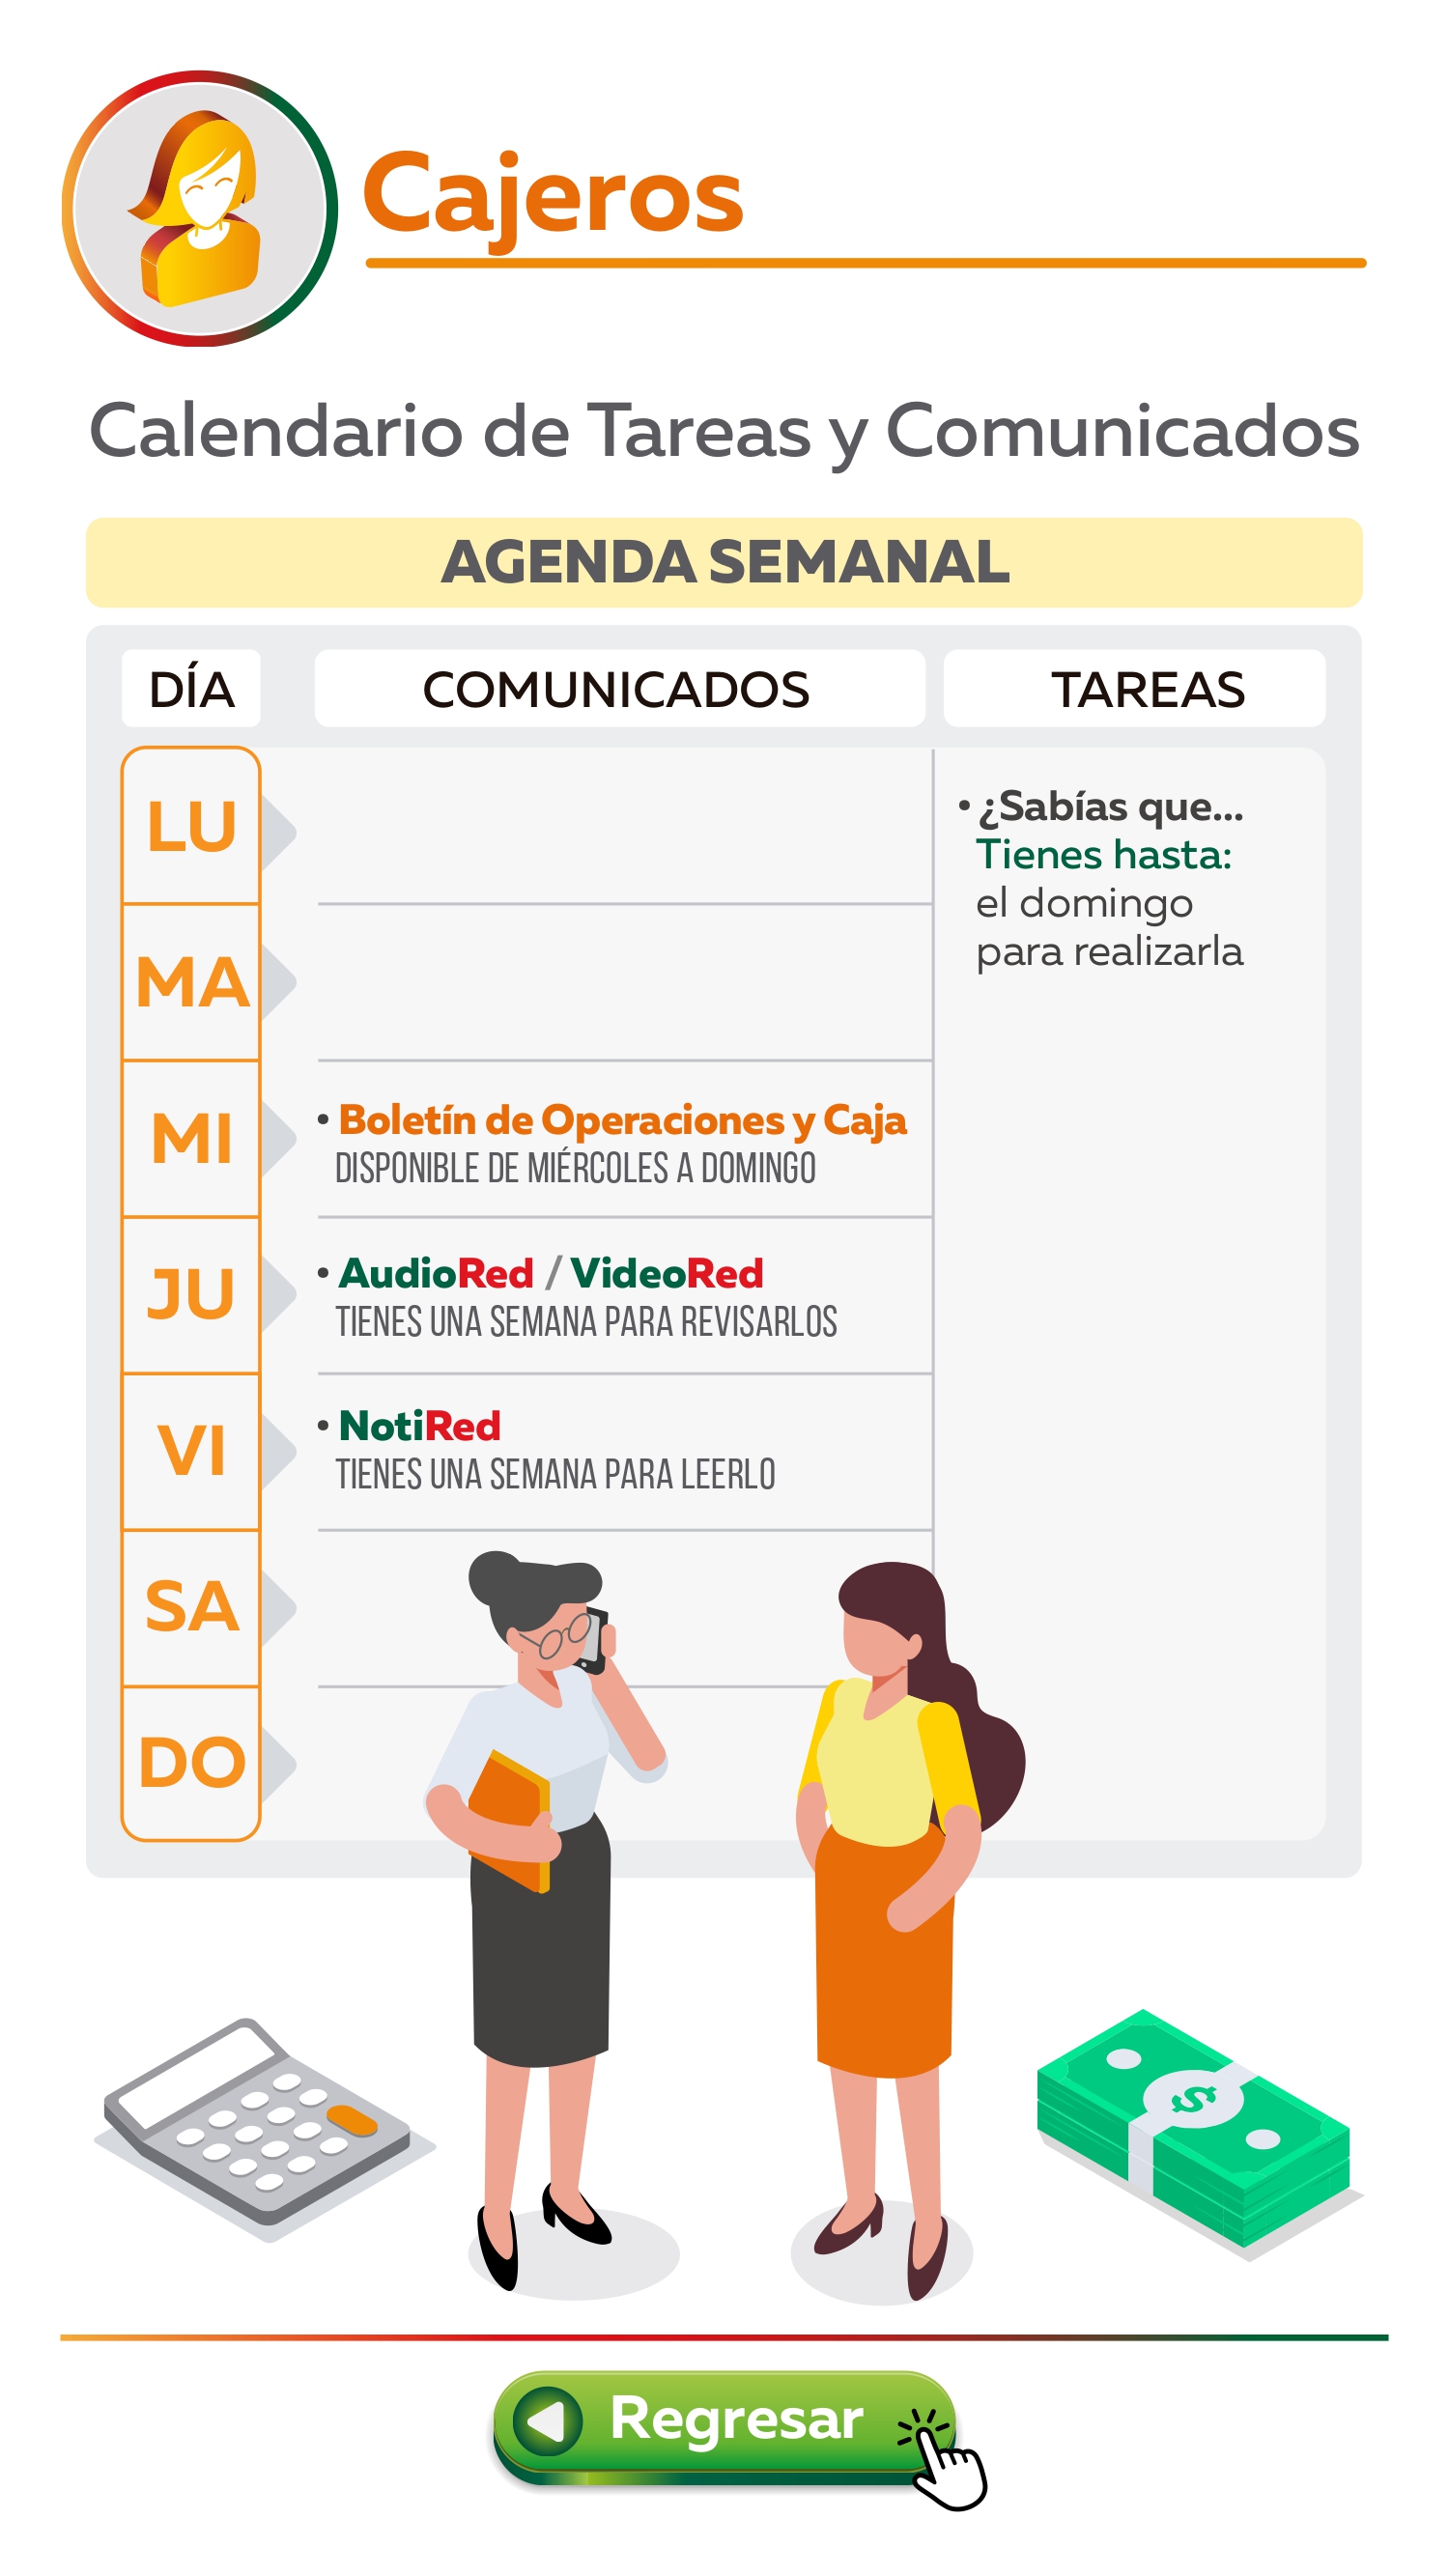 Cajeros
Calendario de Tareas y Comunicados
AGENDA SEMANAL
DÍA
COMUNICADOS
TAREAS
LU
• ¿Sabías que...
Tienes hasta:
el domingo
para realizarla
MA
MI
• Boletín de Operaciones y Caja
DISPONIBLE DE MIÉRCOLES A DOMINGO
JU
• AudioRed / VideoRed
TIENES UNA SEMANA PARA REVISARLOS
VI
• NotiRed
TIENES UNA SEMANA PARA LEERLO
SA
DO
$
Regresar